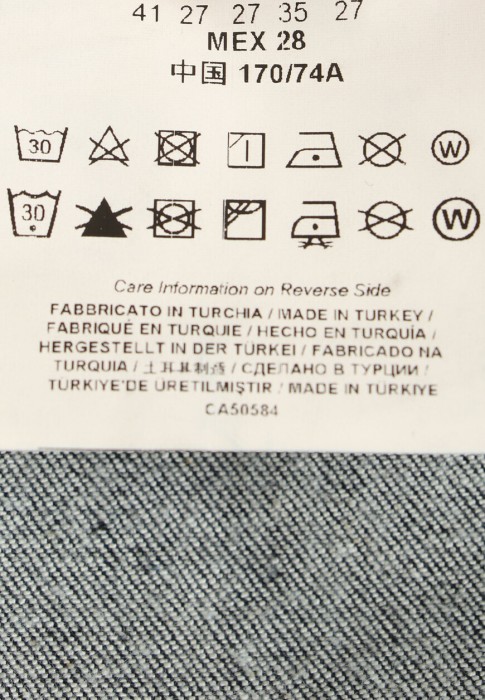 41 27 27 35 27
MEX 28
中国 170/74A
30 W
30 W
Care Information on Reverse Side
FABBRICATO IN TURCHIA / MADE IN TURKEY /
FABRIQUÉ EN TURQUIE / HECHO EN TURQUÍA /
HERGESTELLT IN DER TÜRKEI / FABRICADO NA
TURQUIA / 土耳其制造 / СДЕЛАНО В ТУРЦИИ /
TÜRKIYE'DE ÜRETILMIŞTIR / MADE IN TÜRKIYE
CA50584